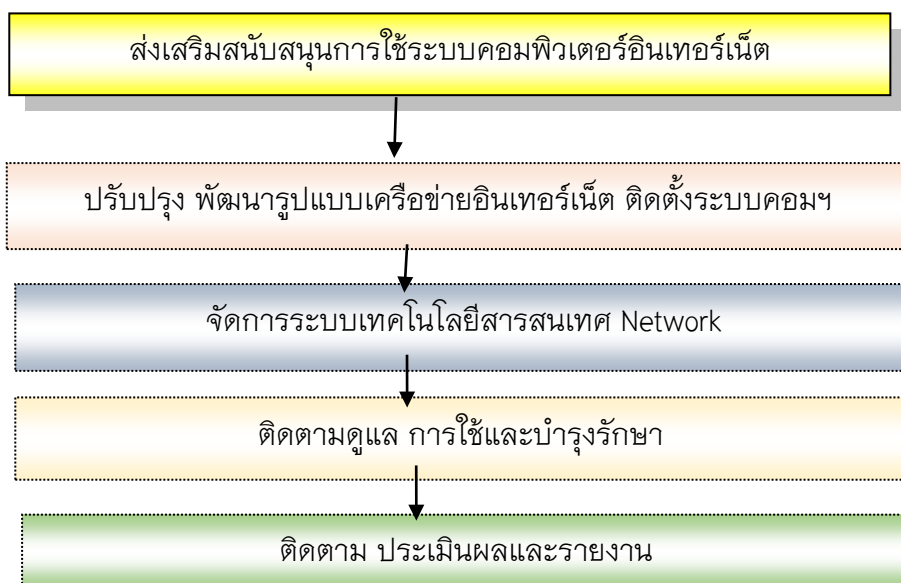 ส่งเสริมสนับสนุนการใช้ระบบคอมพิวเตอร์อินเทอร์เน็ต
ปรับปรุง พัฒนารูปแบบเครือข่ายอินเทอร์เน็ต ติดตั้งระบบคอมฯ
จัดการระบบเทคโนโลยีสารสนเทศ Network
ติดตามดูแล การใช้และบำรุงรักษา
ติดตาม ประเมินผลและรายงาน